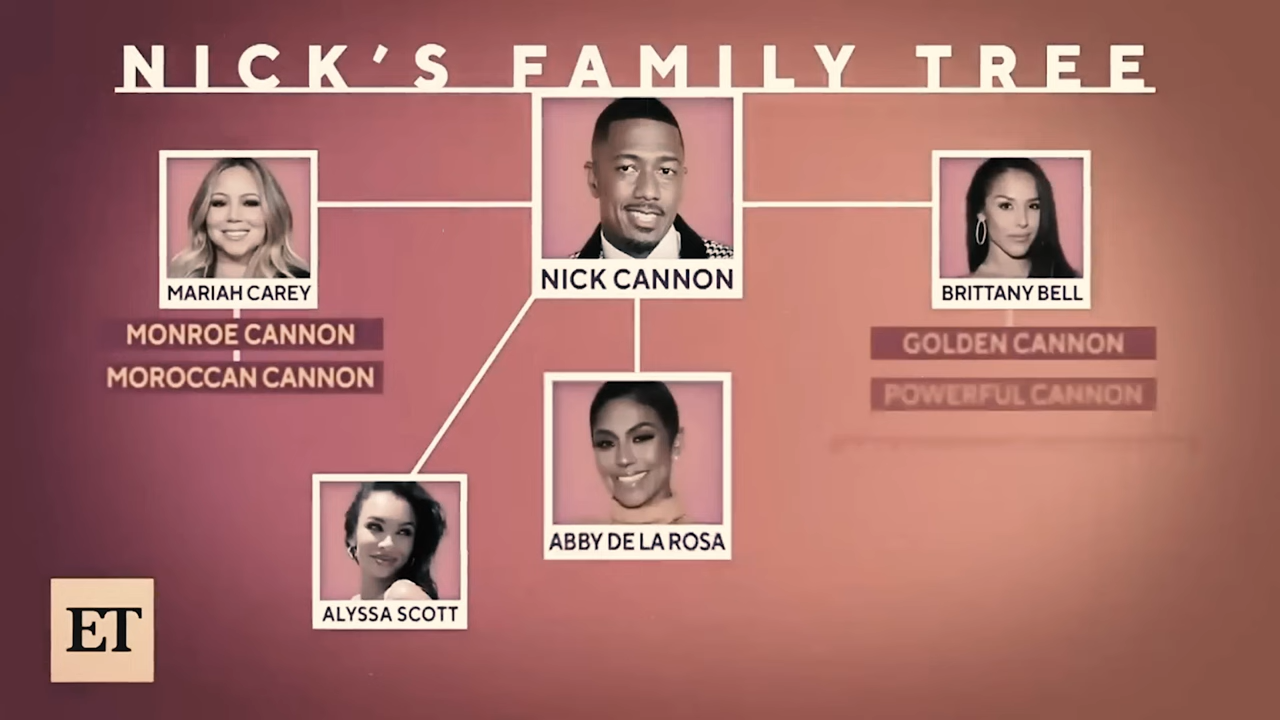 NICK'S FAMILY TREE
NICK CANNON
MARIAH CAREY
MONROE CANNON
MOROCCAN CANNON
BRITTANY BELL
GOLDEN CANNON
POWERFUL CANNON
ABBY DE LA ROSA
ALYSSA SCOTT
ET